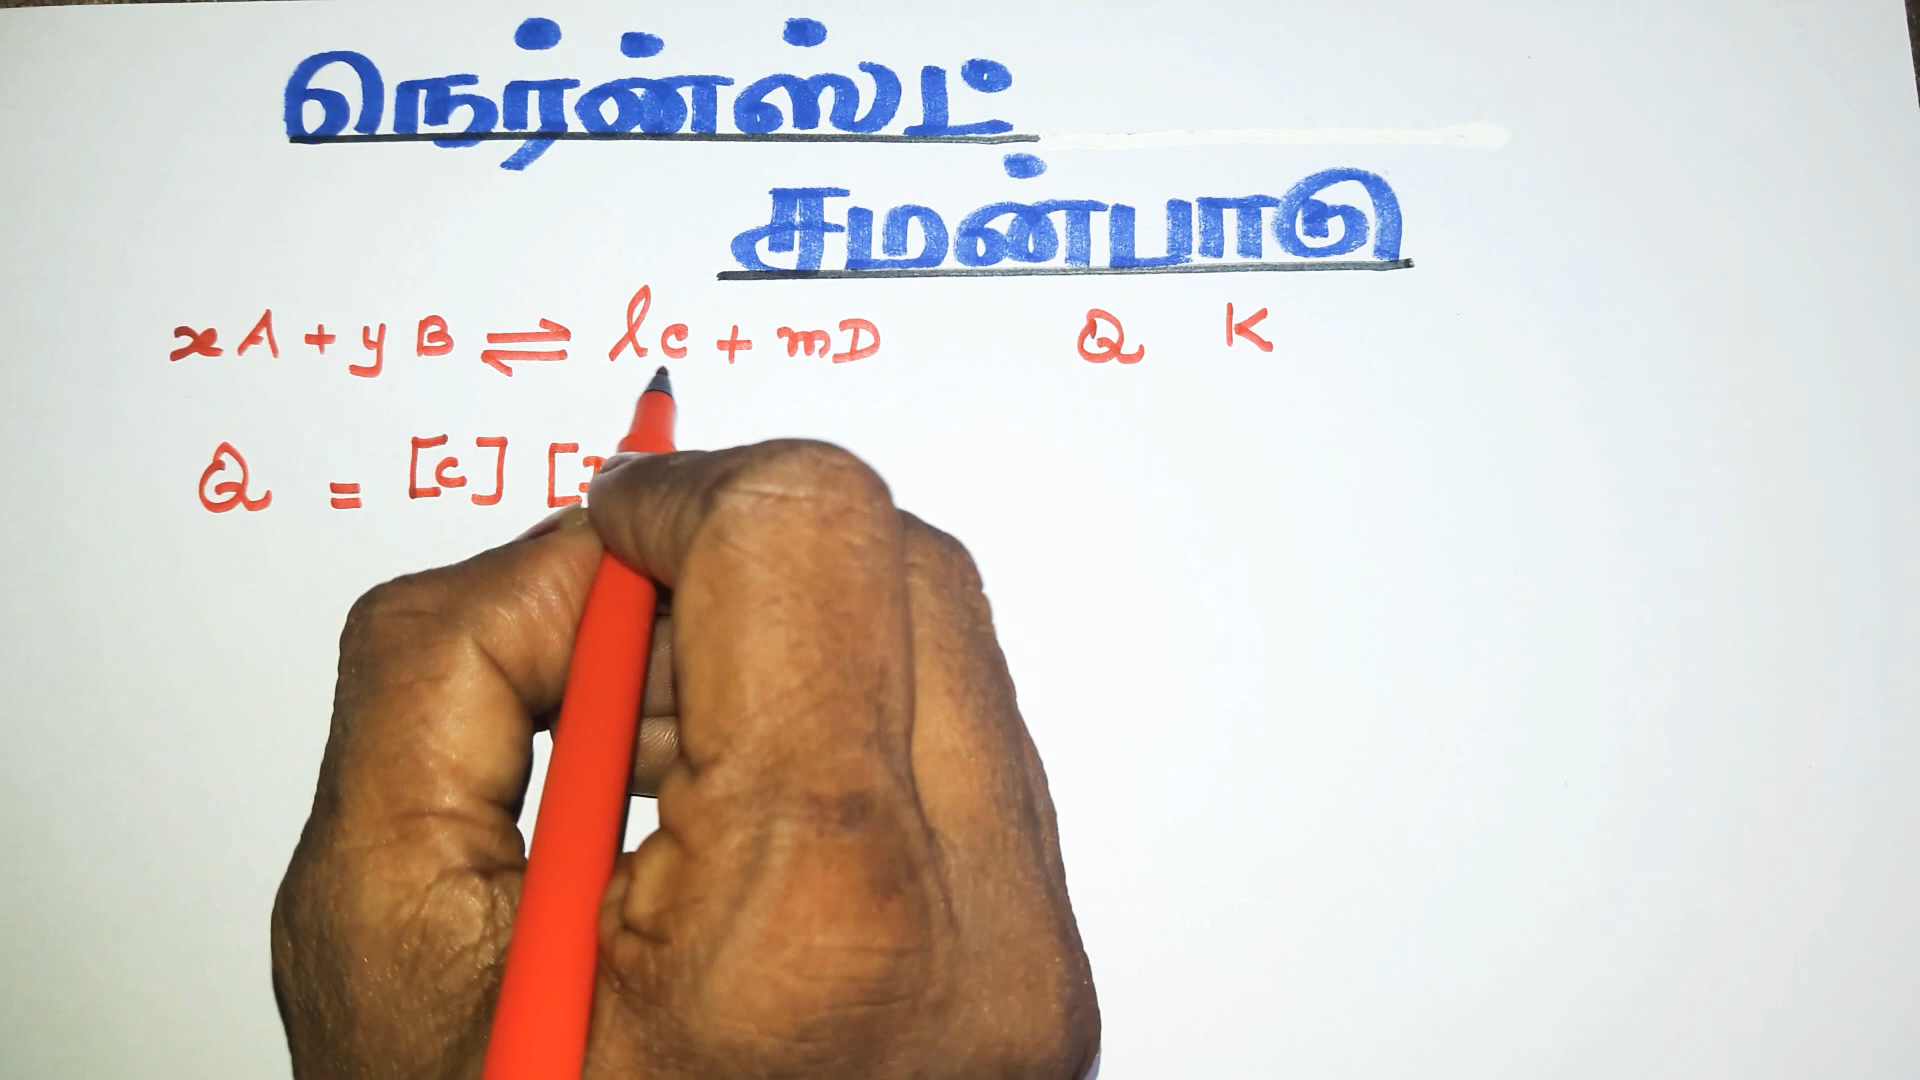 நெர்ன்ஸ்ட்
சமன்பாடு
xA + yB ⇌ lC + mD Q K
Q = [C] [